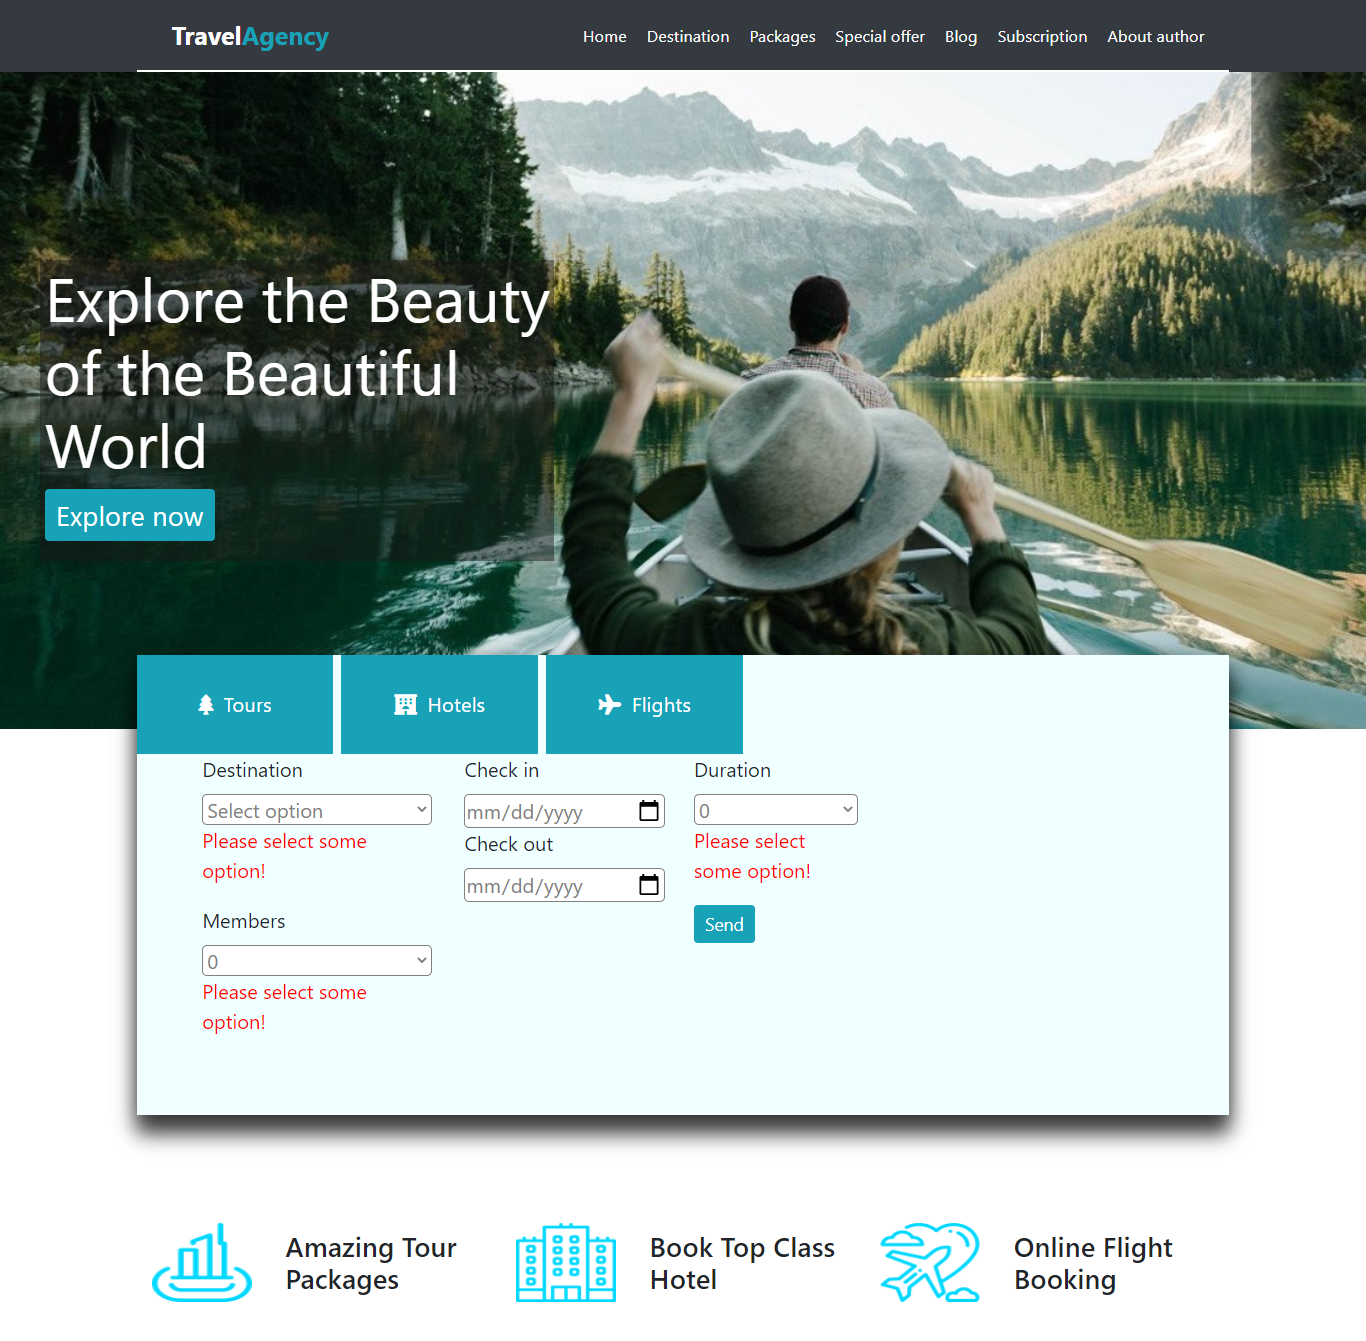 TravelAgency
Home Destination Packages Special offer Blog Subscription About author
Explore the Beauty
of the Beautiful
World
Explore now
Tours
Hotels
Flights
Destination
Select option
Please select some
option!
Members
0
Please select some
option!
Check in
mm/dd/yyyy
Check out
mm/dd/yyyy
Duration
0
Please select
some option!
Send
Amazing Tour
Packages
Book Top Class
Hotel
Online Flight
Booking